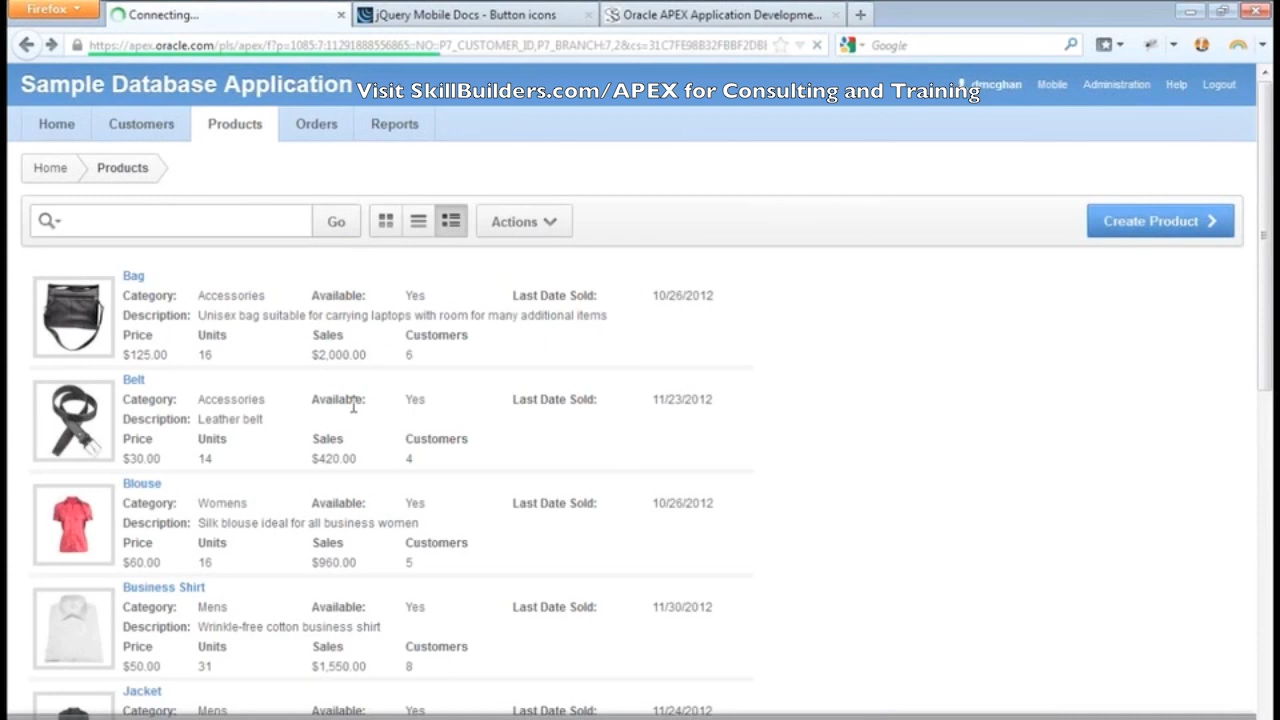 Firefox
Connecting...
jQuery Mobile Docs - Button icons
Oracle APEX Application Developme...
https://apex.oracle.com/pls/apex/f?p=1085:7:11291888556865::NO::P7_CUSTOMER_ID,P7_BRANCH:7,2&cs=31C7FE98B32FBBF2DBI
Google
Sample Database Application
Visit SkillBuilders.com/APEX for Consulting and Training
dmcghan Mobile Administration Help Logout
Home Customers Products Orders Reports
Home Products
Go
Actions
Create Product
Bag
Category: Accessories Available: Yes Last Date Sold: 10/26/2012
Description: Unisex bag suitable for carrying laptops with room for many additional items
Price Units Sales Customers
$125.00 16 $2,000.00 6
Belt
Category: Accessories Available: Yes Last Date Sold: 11/23/2012
Description: Leather belt
Price Units Sales Customers
$30.00 14 $420.00 4
Blouse
Category: Womens Available: Yes Last Date Sold: 10/26/2012
Description: Silk blouse ideal for all business women
Price Units Sales Customers
$60.00 16 $960.00 5
Business Shirt
Category: Mens Available: Yes Last Date Sold: 11/30/2012
Description: Wrinkle-free cotton business shirt
Price Units Sales Customers
$50.00 31 $1,550.00 8
Jacket
Category: Mens Available: Yes Last Date Sold: 11/24/2012